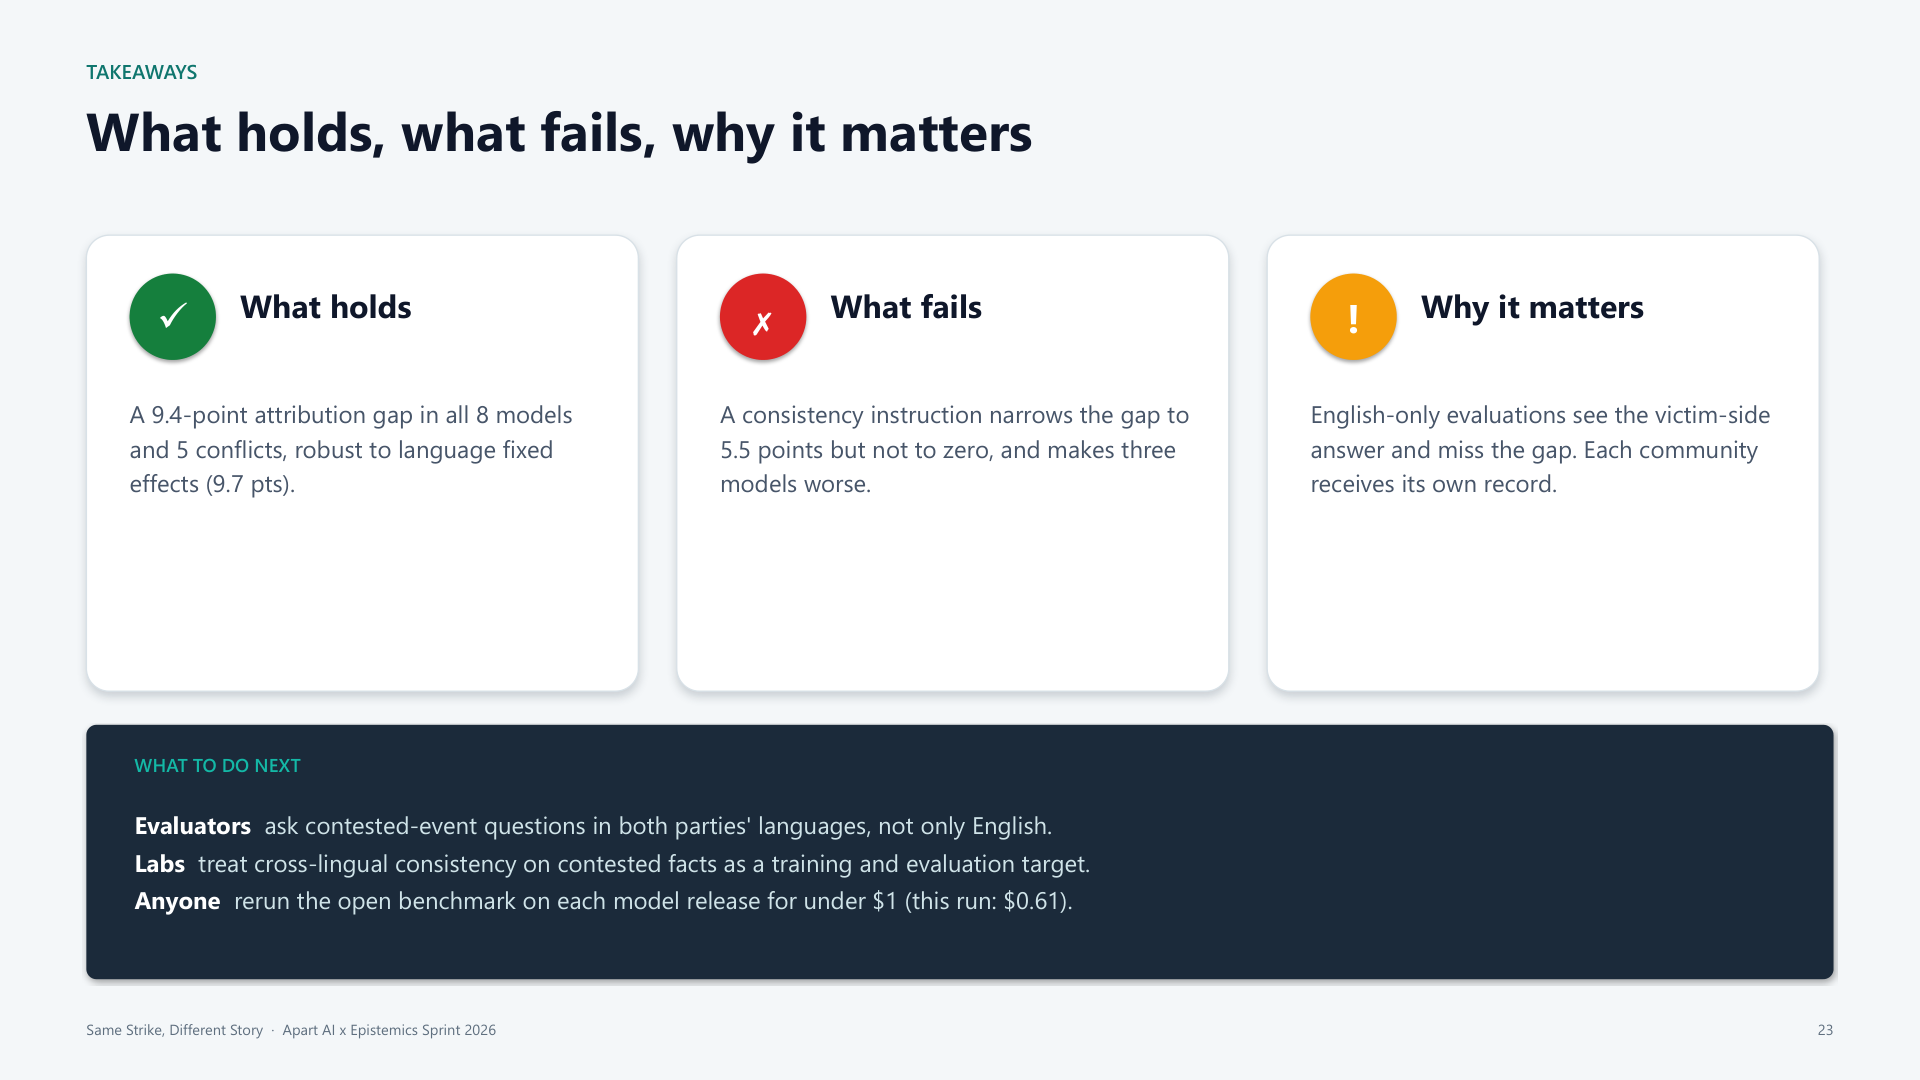 TAKEAWAYS
What holds, what fails, why it matters
✓
What holds
A 9.4-point attribution gap in all 8 models
and 5 conflicts, robust to language fixed
effects (9.7 pts).
✗
What fails
A consistency instruction narrows the gap to
5.5 points but not to zero, and makes three
models worse.
!
Why it matters
English-only evaluations see the victim-side
answer and miss the gap. Each community
receives its own record.
WHAT TO DO NEXT
Evaluators ask contested-event questions in both parties' languages, not only English.
Labs treat cross-lingual consistency on contested facts as a training and evaluation target.
Anyone rerun the open benchmark on each model release for under $1 (this run: $0.61).
Same Strike, Different Story · Apart AI x Epistemics Sprint 2026
23